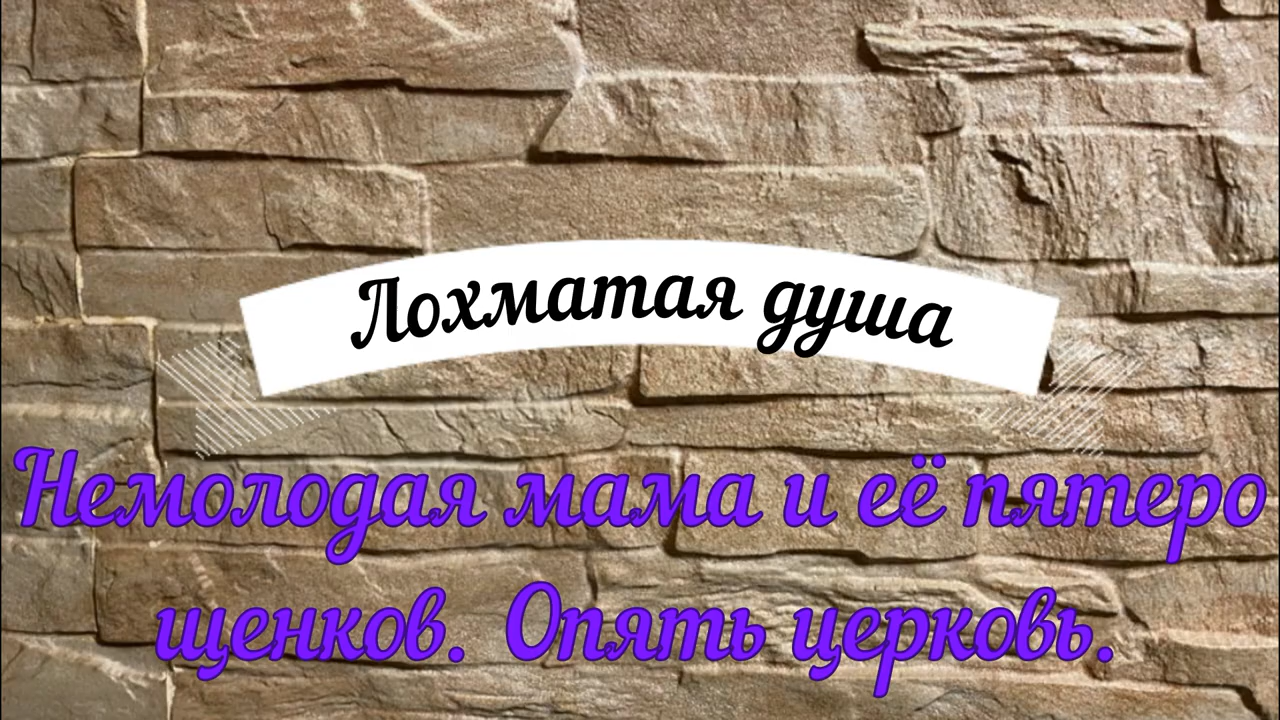 Лохматая душа
Немолодая мама и её пятеро
щенков. Опять церковь.